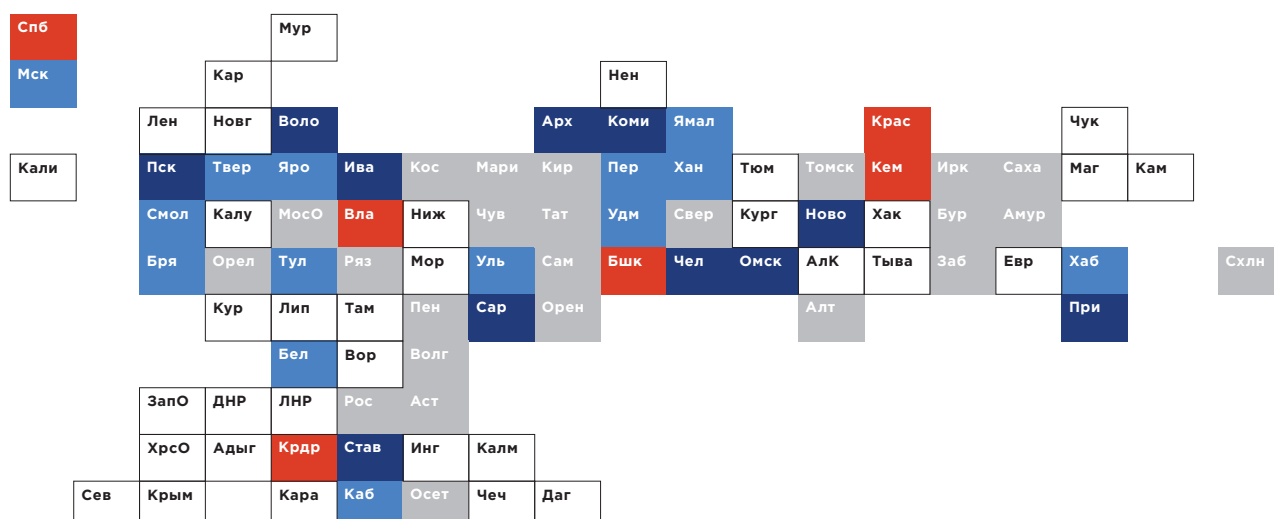 Спб Мур
Мск Кар Нен
Лен Новг Воло Арх Коми Ямал Крас Чук
Кали Пск Твер Яро Ива Кос Мари Кир Пер Хан Тюм Томск Кем Ирк Саха Маг Кам
Смол Калу МосО Вла Ниж Чув Тат Удм Свер Кург Ново Хак Бур Амур
Бря Орел Тул Ряз Мор Уль Сам Бшк Чел Омск АлК Тыва Заб Евр Хаб Схлн
Кур Лип Там Пен Сар Орен Алт При
Бел Вор Волг
ЗапО ДНР ЛНР Рос Аст
ХрсО Адыг Крдр Став Инг Калм
Сев Крым Кара Каб Осет Чеч Даг